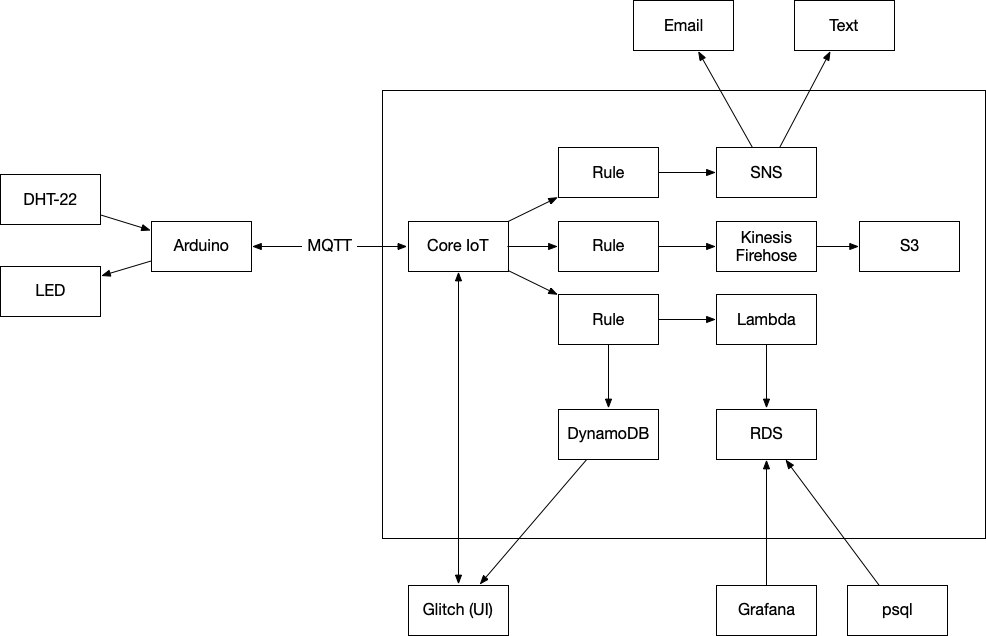 Email
Text
Rule
SNS
DHT-22
Arduino
MQTT
Core IoT
Rule
Kinesis
Firehose
S3
LED
Rule
Lambda
DynamoDB
RDS
Glitch (UI)
Grafana
psql